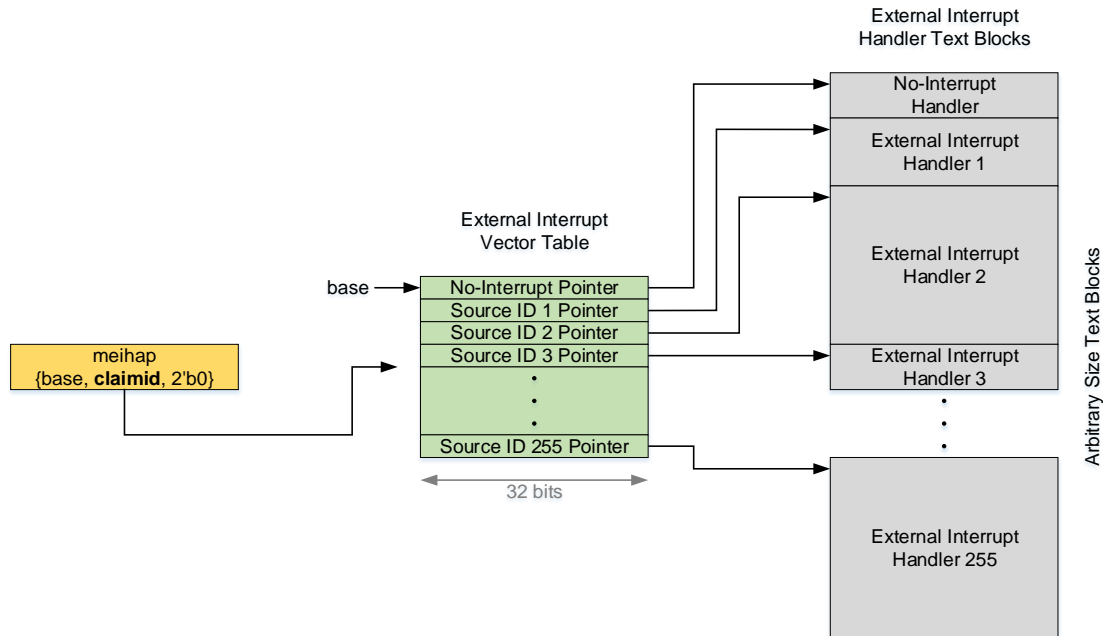 External Interrupt
Handler Text Blocks
No-Interrupt
Handler
External Interrupt
Handler 1
External Interrupt
Vector Table
External Interrupt
Handler 2
base
No-Interrupt Pointer
Source ID 1 Pointer
Source ID 2 Pointer
Source ID 3 Pointer
External Interrupt
Handler 3
meihap
{base, claimid, 2'b0}
Source ID 255 Pointer
32 bits
External Interrupt
Handler 255
Arbitrary Size Text Blocks